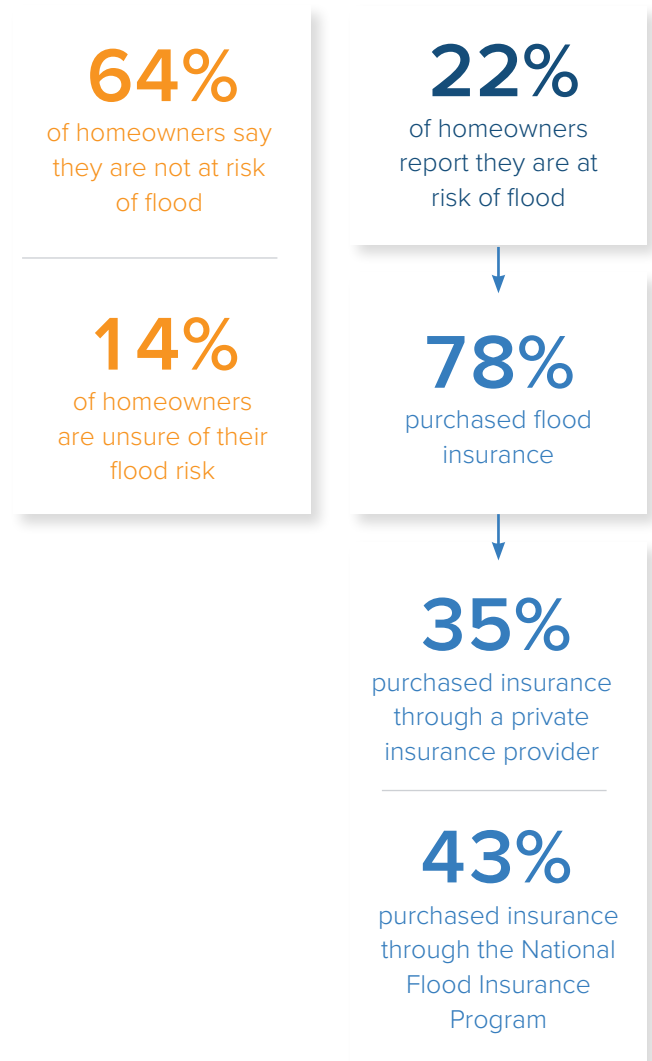 64%
of homeowners say
they are not at risk
of flood
14%
of homeowners
are unsure of their
flood risk
22%
of homeowners
report they are at
risk of flood
78%
purchased flood
insurance
35%
purchased insurance
through a private
insurance provider
43%
purchased insurance
through the National
Flood Insurance
Program